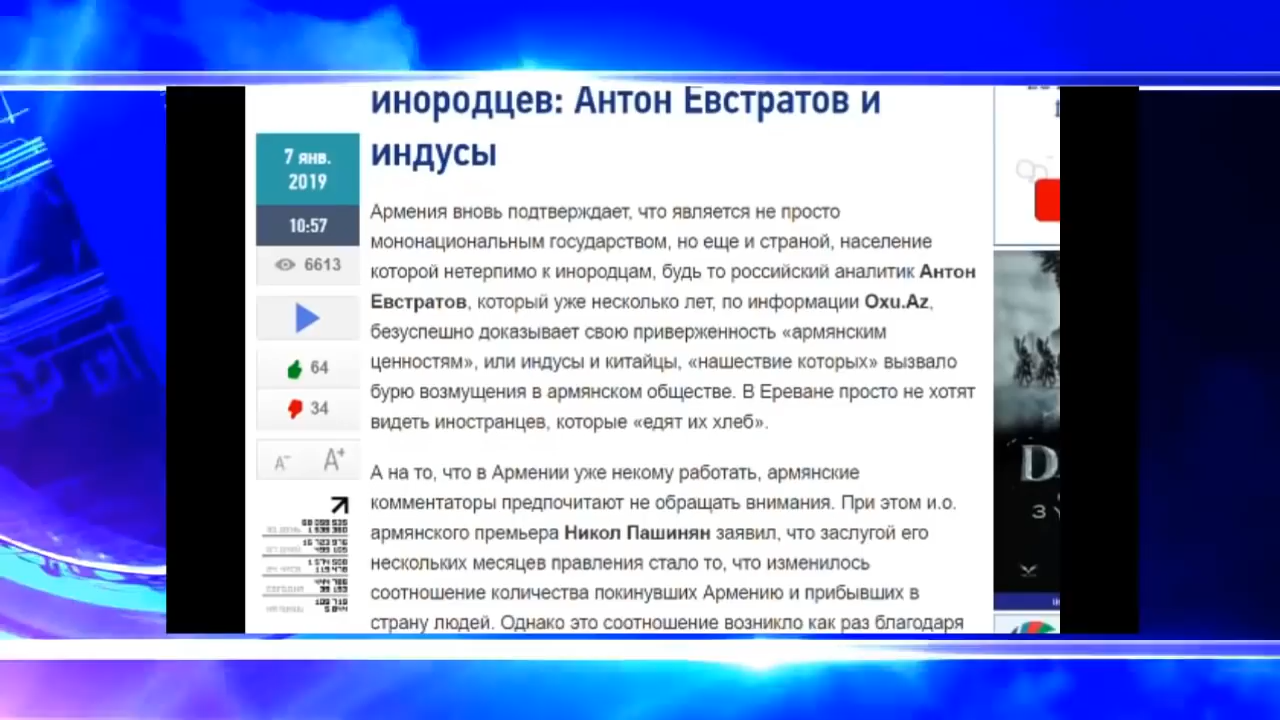 инородцев: Антон Евстратов и
индусы
7 янв.
2019
10:57
6613
64
34
A-
A+
Армения вновь подтверждает, что является не просто
мононациональным государством, но еще и страной, население
которой нетерпимо к инородцам, будь то российский аналитик Антон
Евстратов, который уже несколько лет, по информации Oxu.Az,
безуспешно доказывает свою приверженность «армянским
ценностям», или индусы и китайцы, «нашествие которых» вызвало
бурю возмущения в армянском обществе. В Ереване просто не хотят
видеть иностранцев, которые «едят их хлеб».
А на то, что в Армении уже некому работать, армянские
комментаторы предпочитают не обращать внимания. При этом и.о.
армянского премьера Никол Пашинян заявил, что заслугой его
нескольких месяцев правления стало то, что изменилось
соотношение количества покинувших Армению и прибывших в
страну людей. Однако это соотношение возникло как раз благодаря